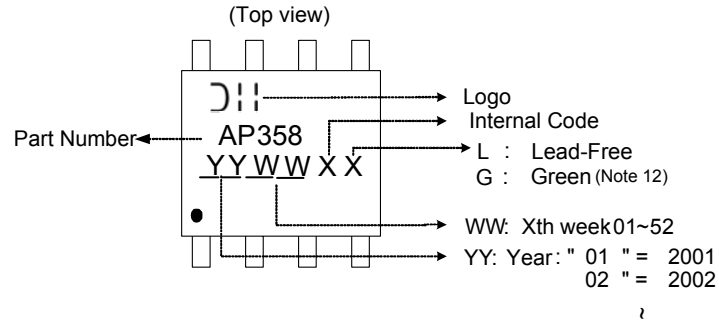 (Top view)
Logo
Internal Code
Part Number
AP358
L : Lead-Free
YYWWXX
G : Green (Note 12)
WW: Xth week 01~52
YY: Year: " 01 " = 2001
02 " = 2002
~